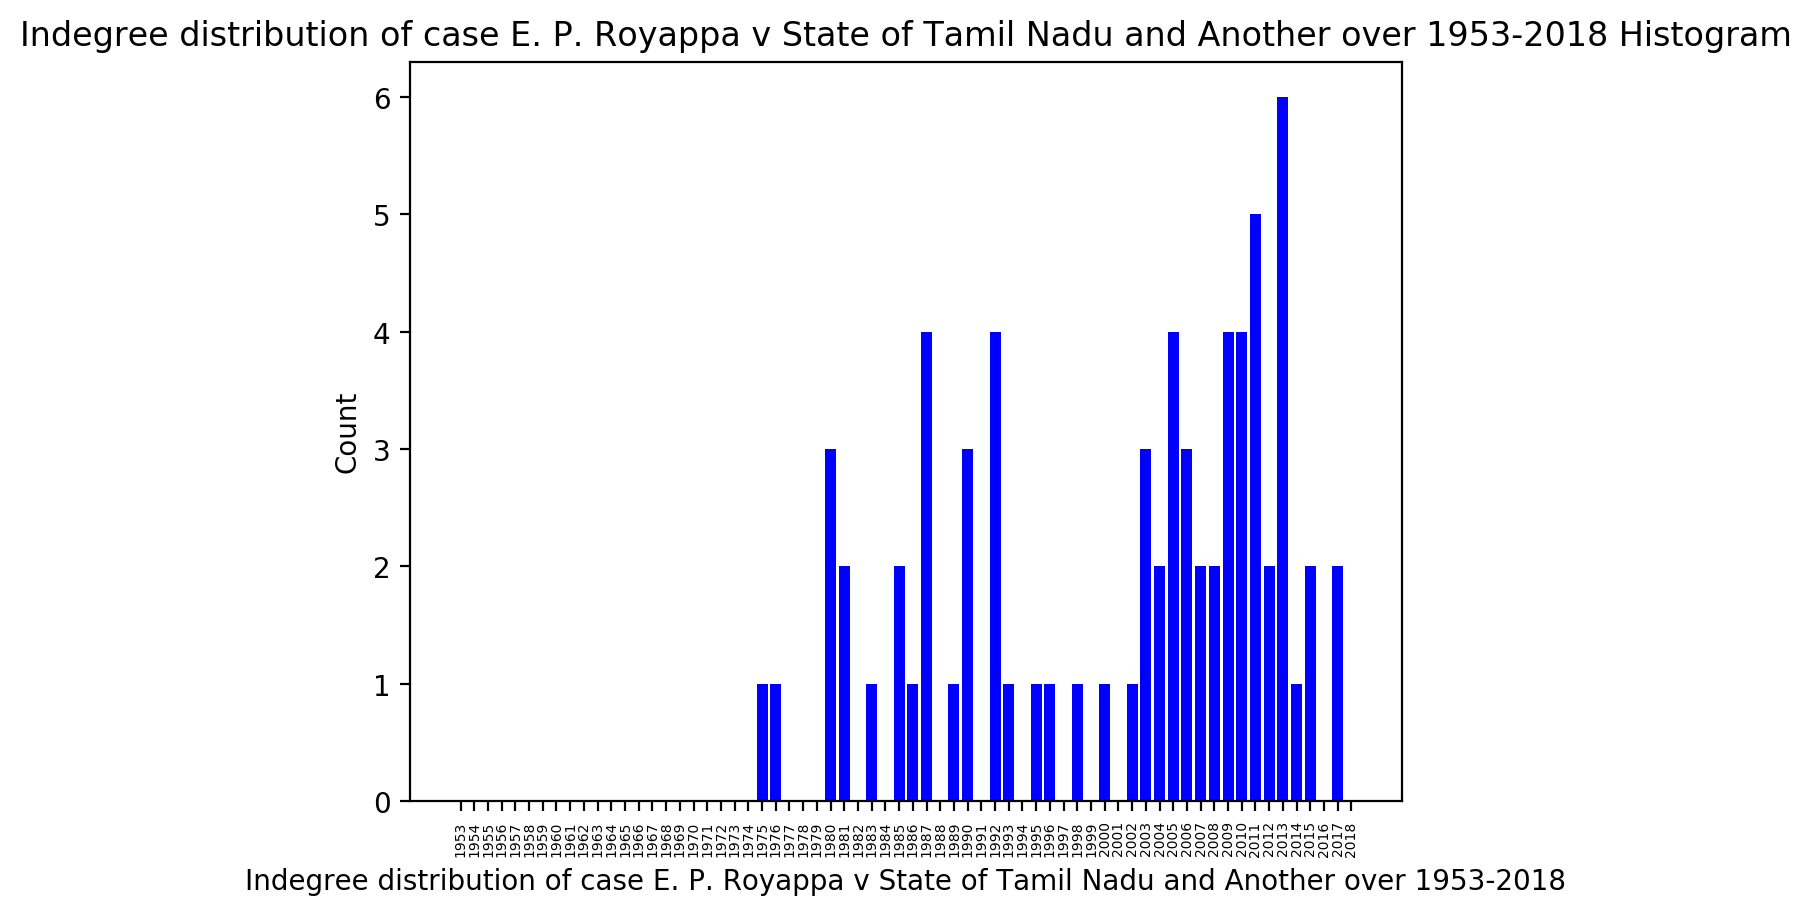 Indegree distribution of case E. P. Royappa v State of Tamil Nadu and Another over 1953-2018 Histogram
6
5
4
3
2
1
0
Count
1953 1954 1955 1956 1957 1958 1959 1960 1961 1962 1963 1964 1965 1966 1967 1968 1969 1970 1971 1972 1973 1974 1975 1976 1977 1978 1979 1980 1981 1982 1983 1984 1985 1986 1987 1988 1989 1990 1991 1992 1993 1994 1995 1996 1997 1998 1999 2000 2001 2002 2003 2004 2005 2006 2007 2008 2009 2010 2011 2012 2013 2014 2015 2016 2017 2018
Indegree distribution of case E. P. Royappa v State of Tamil Nadu and Another over 1953-2018